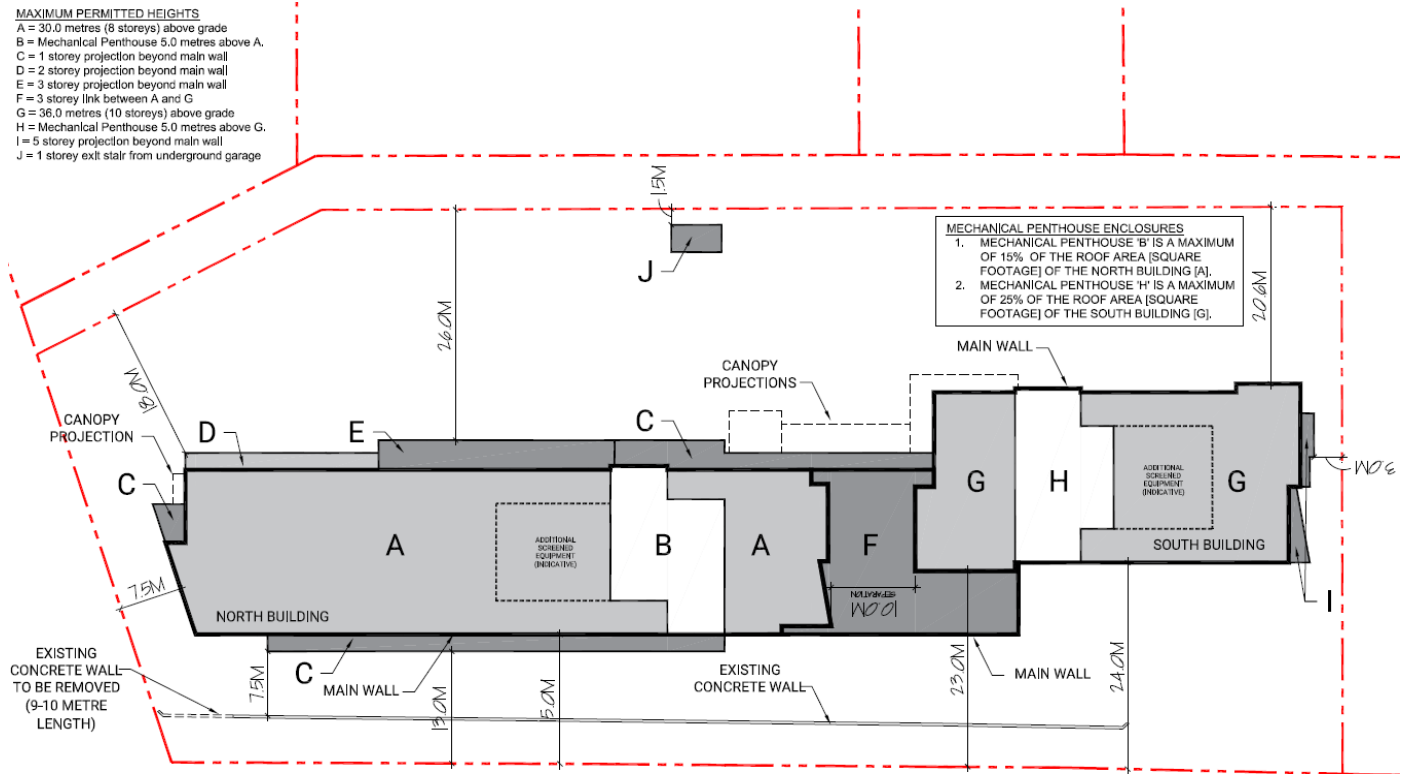 MAXIMUM PERMITTED HEIGHTS
A = 30.0 metres (8 storeys) above grade
B = Mechanical Penthouse 5.0 metres above A.
C = 1 storey projection beyond main wall
D = 2 storey projection beyond main wall
E = 3 storey projection beyond main wall
F = 3 storey link between A and G
G = 36.0 metres (10 storeys) above grade
H = Mechanical Penthouse 5.0 metres above G.
I = 5 storey projection beyond main wall
J = 1 storey exit stair from underground garage
1.5M
J
MECHANICAL PENTHOUSE ENCLOSURES
1. MECHANICAL PENTHOUSE 'B' IS A MAXIMUM
OF 15% OF THE ROOF AREA [SQUARE
FOOTAGE] OF THE NORTH BUILDING [A].
2. MECHANICAL PENTHOUSE 'H' IS A MAXIMUM
OF 25% OF THE ROOF AREA [SQUARE
FOOTAGE] OF THE SOUTH BUILDING [G].
20.6M
26.0M
18.0M
MAIN WALL
CANOPY
PROJECTIONS
CANOPY
PROJECTION
D
E
C
C
G
H
ADDITIONAL
SCREENED
EQUIPMENT
(INDICATIVE)
G
3.0M
SOUTH BUILDING
A
ADDITIONAL
SCREENED
EQUIPMENT
(INDICATIVE)
B
A
F
10.0M
SEPARATION
I
7.5M
NORTH BUILDING
EXISTING
CONCRETE WALL
TO BE REMOVED
(9-10 METRE
LENGTH)
7.5M
C
MAIN WALL
13.0M
15.0M
EXISTING
CONCRETE WALL
23.0M
MAIN WALL
24.0M